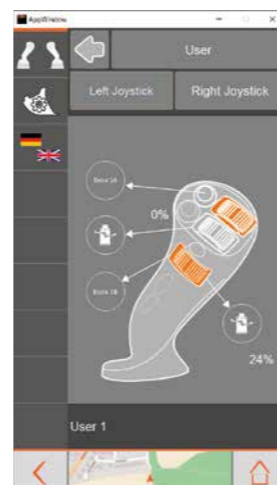 AppWindow
User
Left Joystick
Right Joystick
0%
24%
User 1